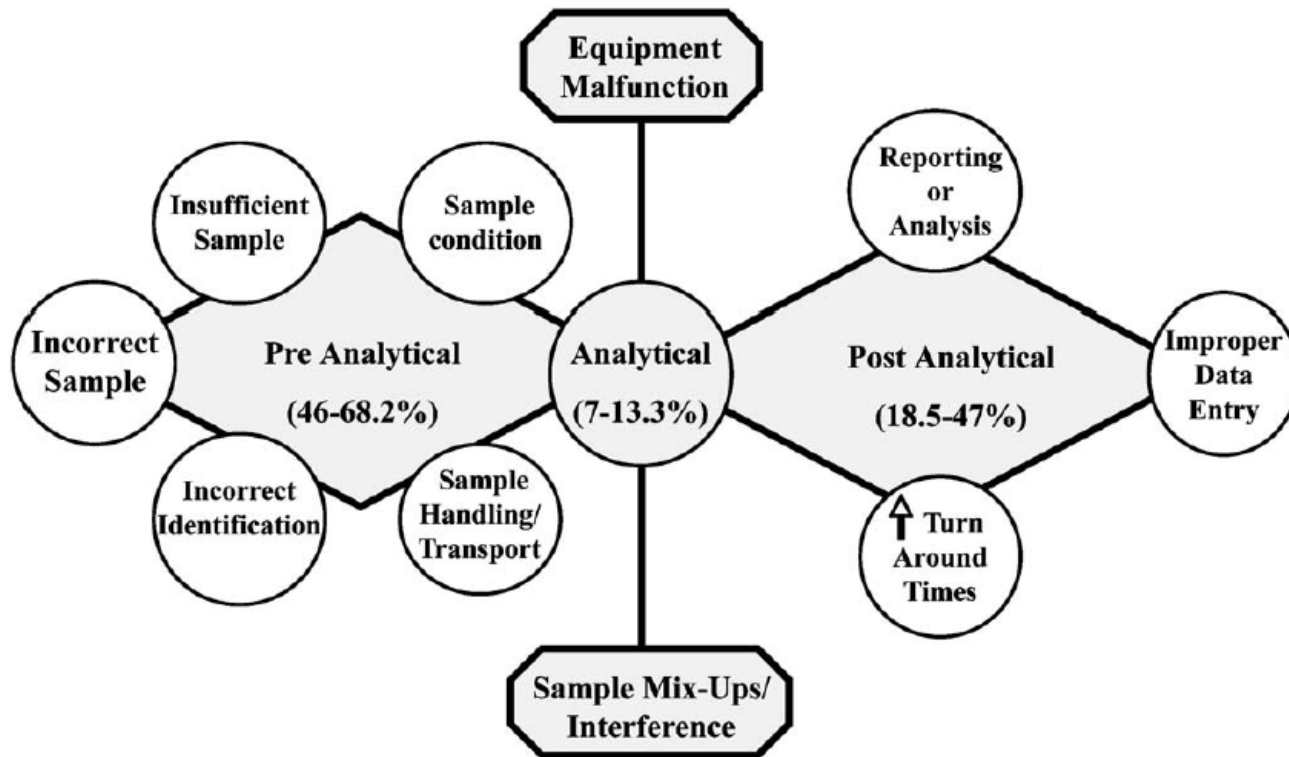 Equipment
Malfunction
Reporting
or
Analysis
Insufficient
Sample
Sample
condition
Incorrect
Sample
Pre Analytical
(46-68.2%)
Analytical
(7-13.3%)
Post Analytical
(18.5-47%)
Improper
Data
Entry
Incorrect
Identification
Sample
Handling/
Transport
⇧ Turn
Around
Times
Sample Mix-Ups/
Interference